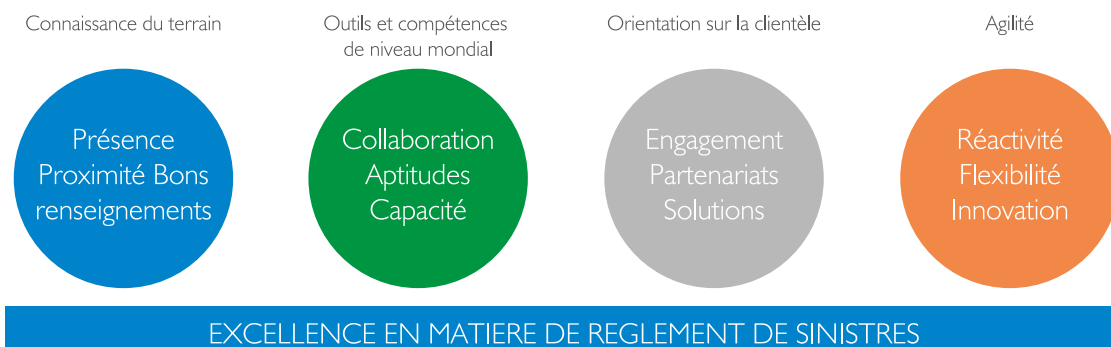 Connaissance du terrain
Outils et compétences
de niveau mondial
Orientation sur la clientèle
Agilité
Présence
Proximité Bons
renseignements
Collaboration
Aptitudes
Capacité
Engagement
Partenariats
Solutions
Réactivité
Flexibilité
Innovation
EXCELLENCE EN MATIERE DE REGLEMENT DE SINISTRES